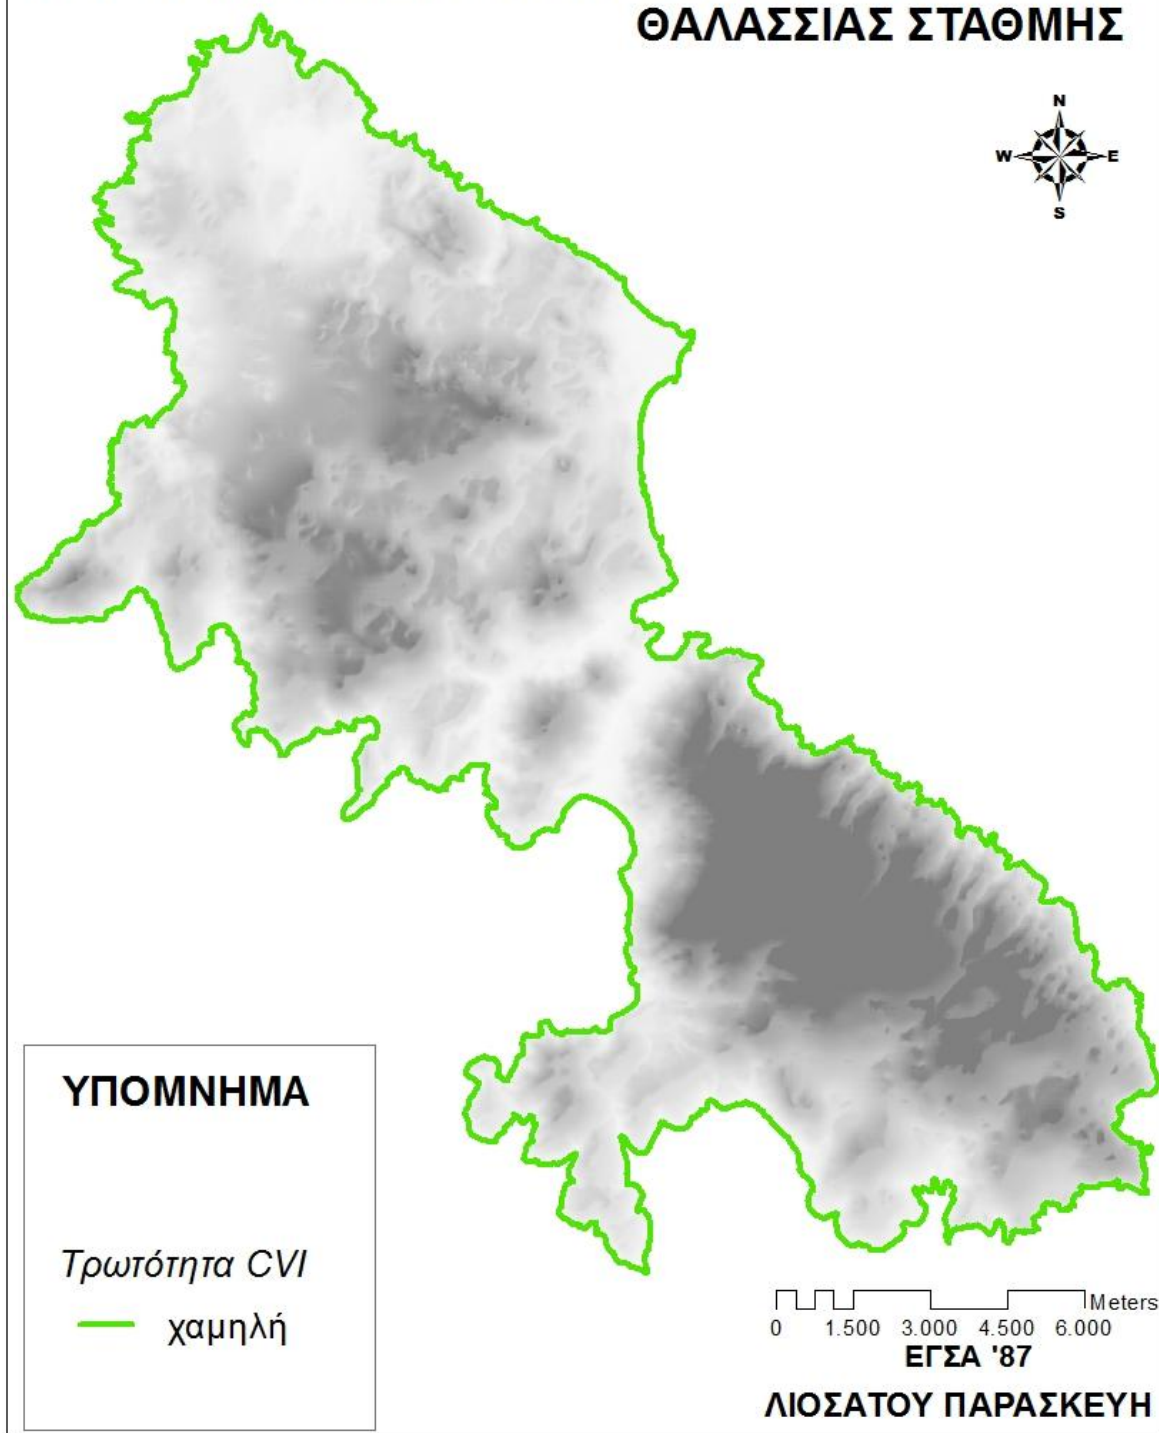 ΘΑΛΑΣΣΙΑΣ ΣΤΑΘΜΗΣ
N
W E
S
ΥΠΟΜΝΗΜΑ
Τρωτότητα CVI
χαμηλή
Meters
0 1.500 3.000 4.500 6.000
ΕΓΣΑ '87
ΛΙΟΣΑΤΟΥ ΠΑΡΑΣΚΕΥΗ